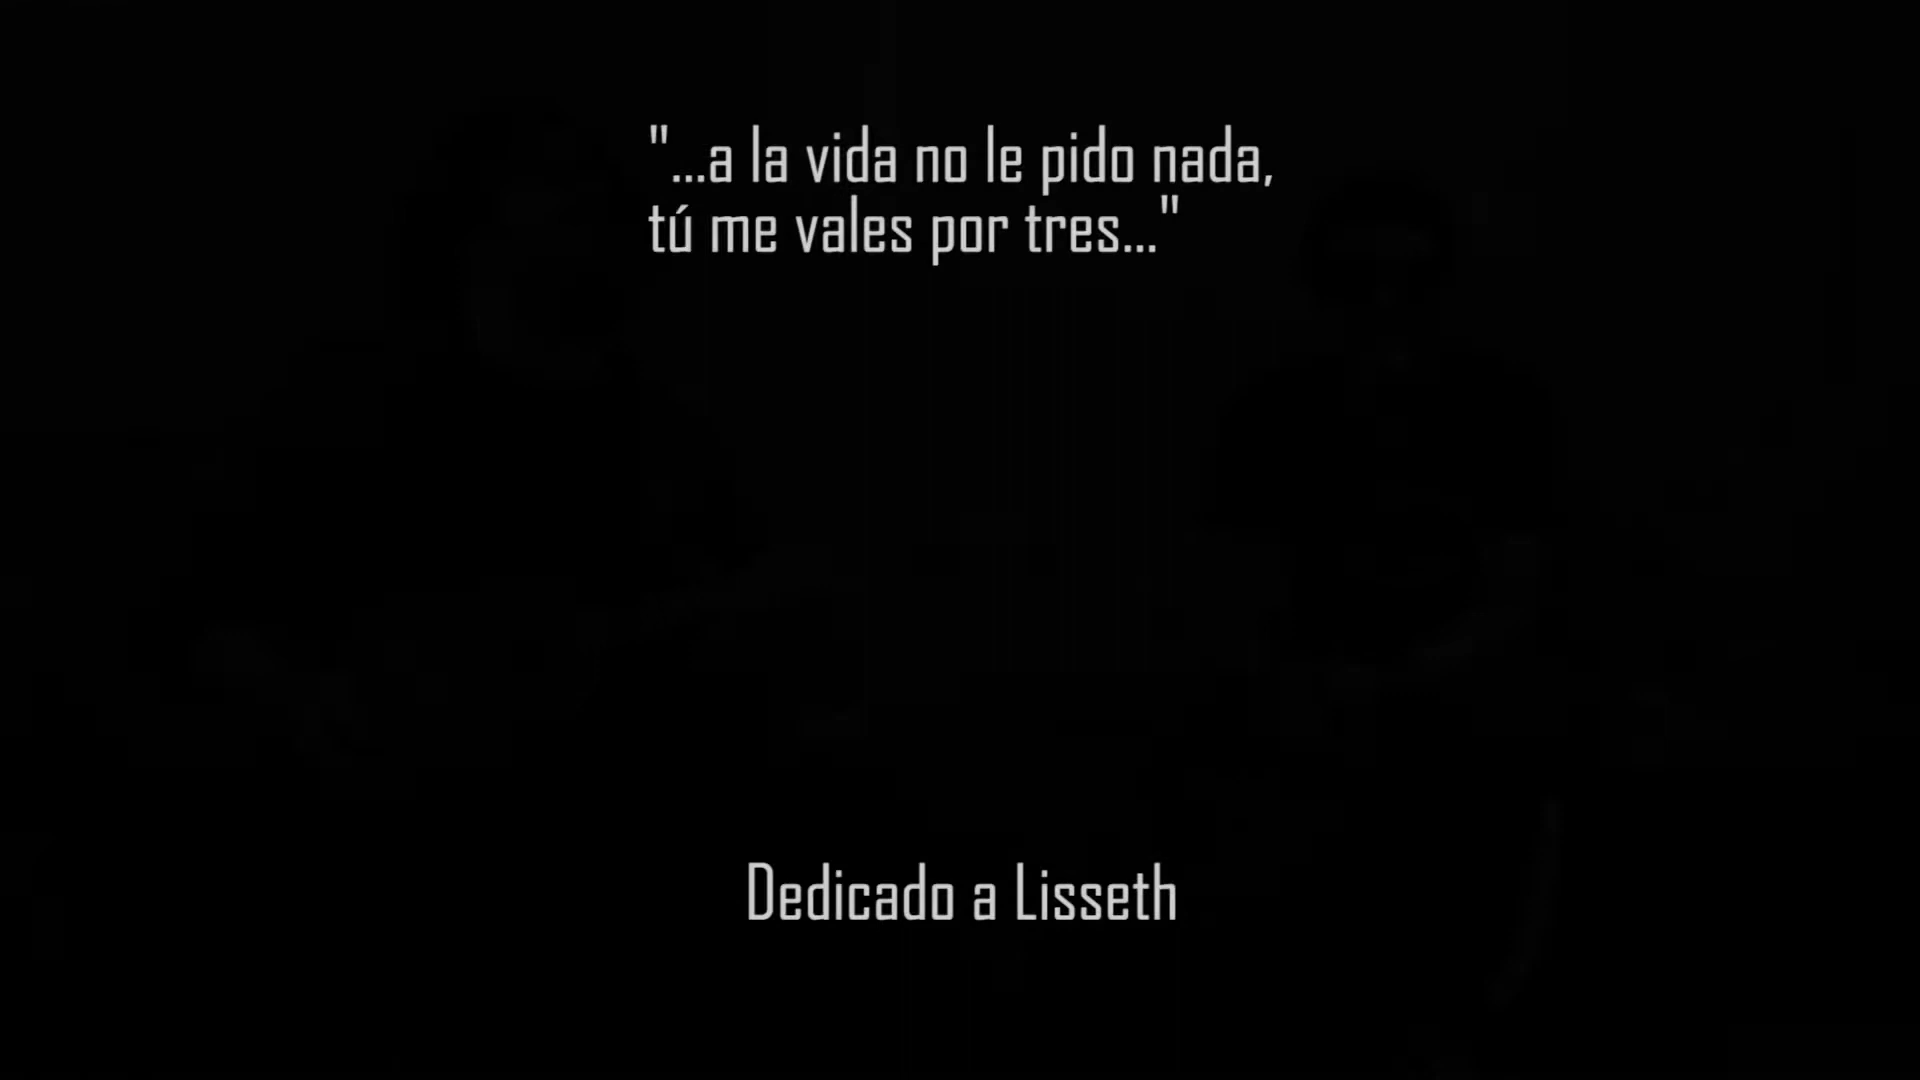 "...a la vida no le pido nada,
tú me vales por tres..."
Dedicado a Lisseth